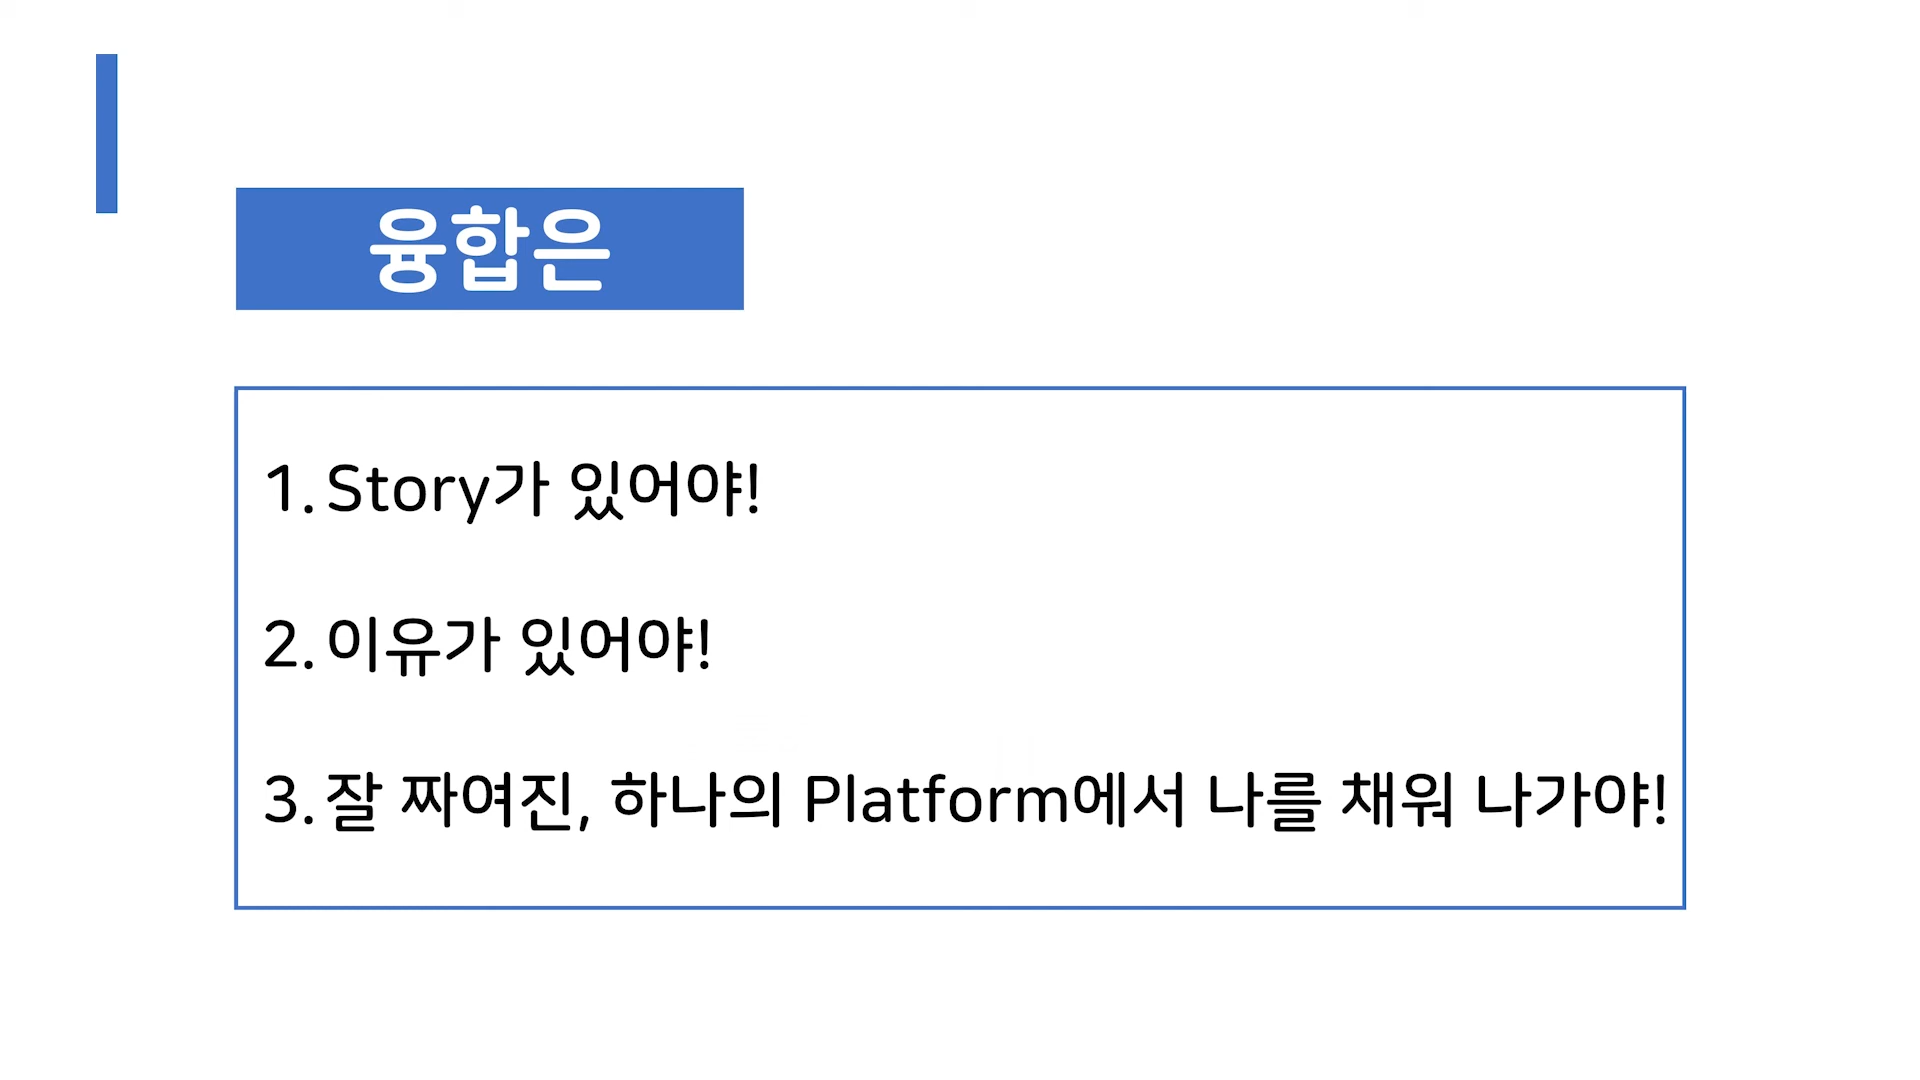 융합은
1. Story가 있어야!
2. 이유가 있어야!
3. 잘 짜여진, 하나의 Platform에서 나를 채워 나가야!